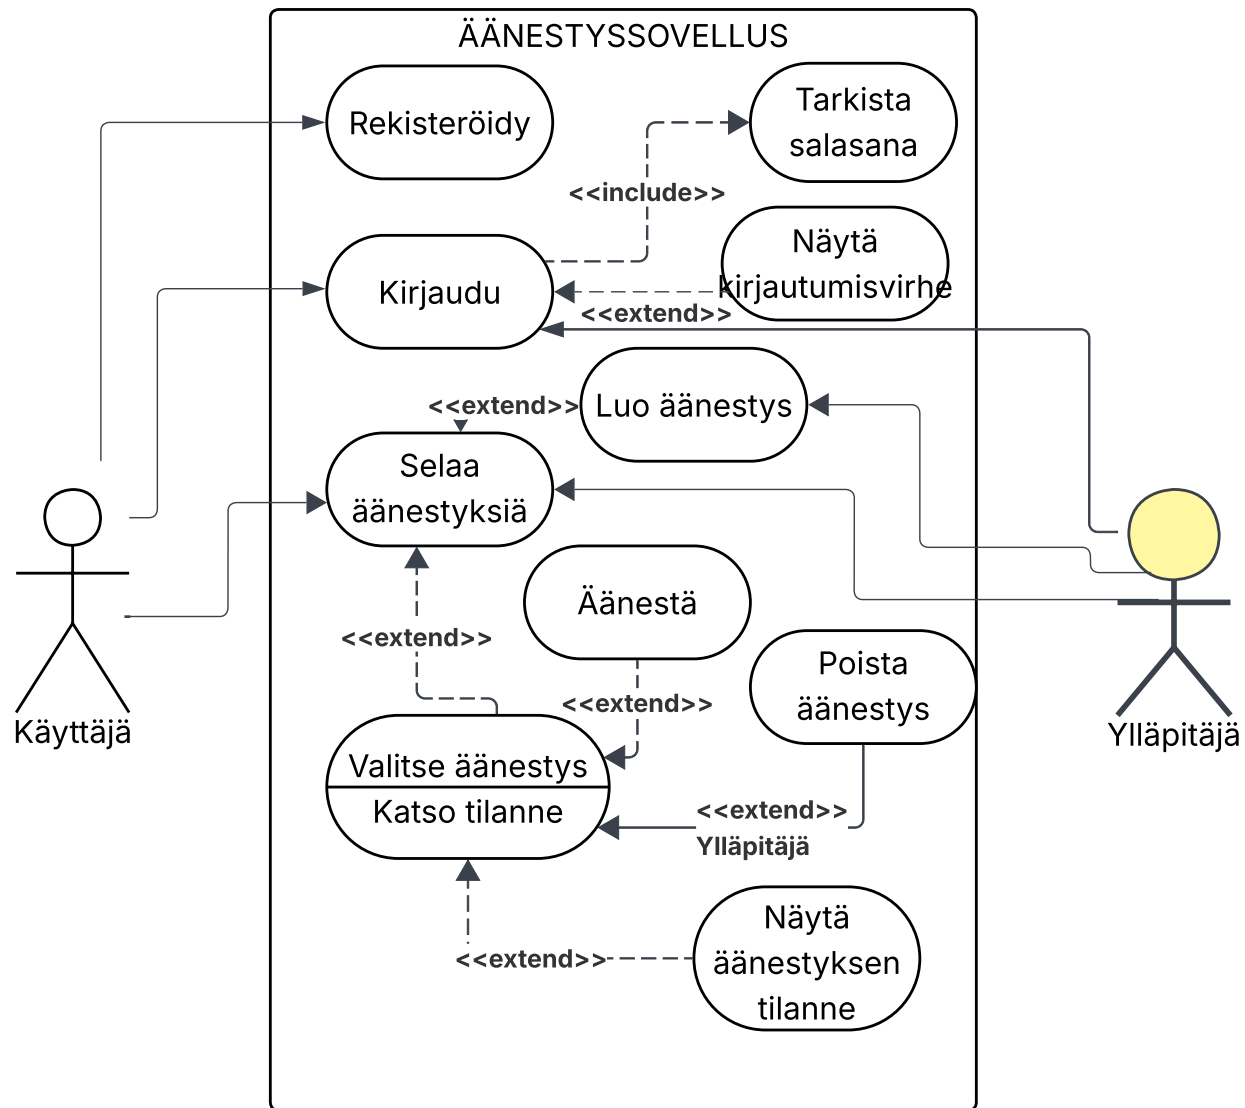 ÄÄNESTYSSOVELLUS
Rekisteröidy
Tarkista
salasana
<<include>>
Näytä
kirjautumisvirhe
Kirjaudu
<<extend>>
<<extend>>
Luo äänestys
Selaa
äänestyksiä
Äänestä
<<extend>>
Poista
äänestys
<<extend>>
Käyttäjä
Ylläpitäjä
Valitse äänestys
Katso tilanne
<<extend>>
Ylläpitäjä
Näytä
äänestyksen
tilanne
<<extend>>